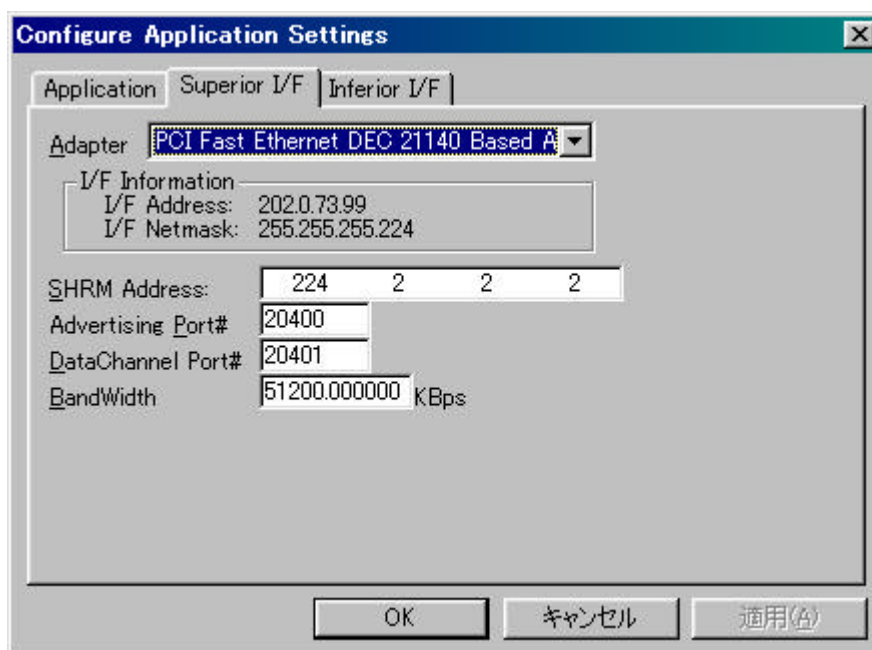 Configure Application Settings
Application Superior I/F Inferior I/F
Adapter PCI Fast Ethernet DEC 21140 Based A
I/F Information
I/F Address: 202.0.73.99
I/F Netmask: 255.255.255.224
SHRM Address: 224 2 2 2
Advertising Port# 20400
DataChannel Port# 20401
BandWidth 51200.000000 KBps
OK キャンセル 適用(A)